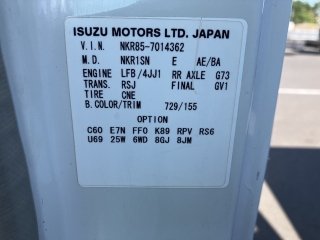 ISUZU MOTORS LTD. JAPAN
V.I.N. NKR85-7014362
M.D. NKR1SN E AE/BA
ENGINE LFB/4JJ1 RR AXLE G73
TRANS. RSJ FINAL GV1
TIRE CNE
B.COLOR/TRIM 729/155
OPTION
C60 E7N FF0 K89 RPV RS6
U69 25W 6WD 8GJ 8JM